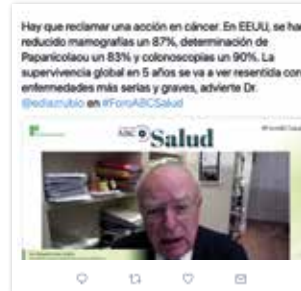 Hay que reclamar una acción en cáncer. En EEUU, se ha
reducido mamografías un 87%, determinación de
Papanicolaou un 83% y colonoscopias un 90%. La
supervivencia global en 5 años se va a ver resentida con
enfermedades más serias y graves, advierte Dr.
@ediazrubio en #ForoABCSalud
ABC Salud